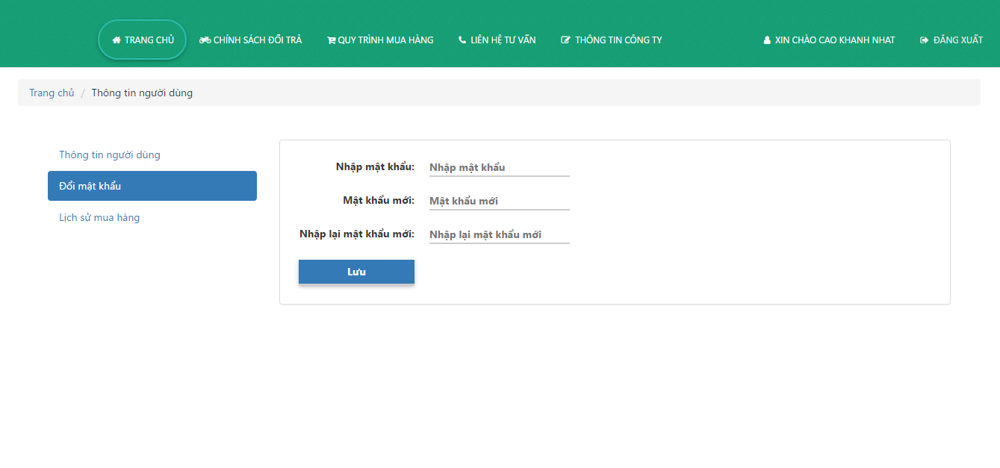 TRANG CHỦ CHÍNH SÁCH ĐỔI TRẢ QUY TRÌNH MUA HÀNG LIÊN HỆ TƯ VẤN THÔNG TIN CÔNG TY XIN CHÀO CAO KHANH NHAT ĐĂNG XUẤT
Trang chủ / Thông tin người dùng
Thông tin người dùng
Đổi mật khẩu
Lịch sử mua hàng
Nhập mật khẩu: Nhập mật khẩu
Mật khẩu mới: Mật khẩu mới
Nhập lại mật khẩu mới: Nhập lại mật khẩu mới
Lưu